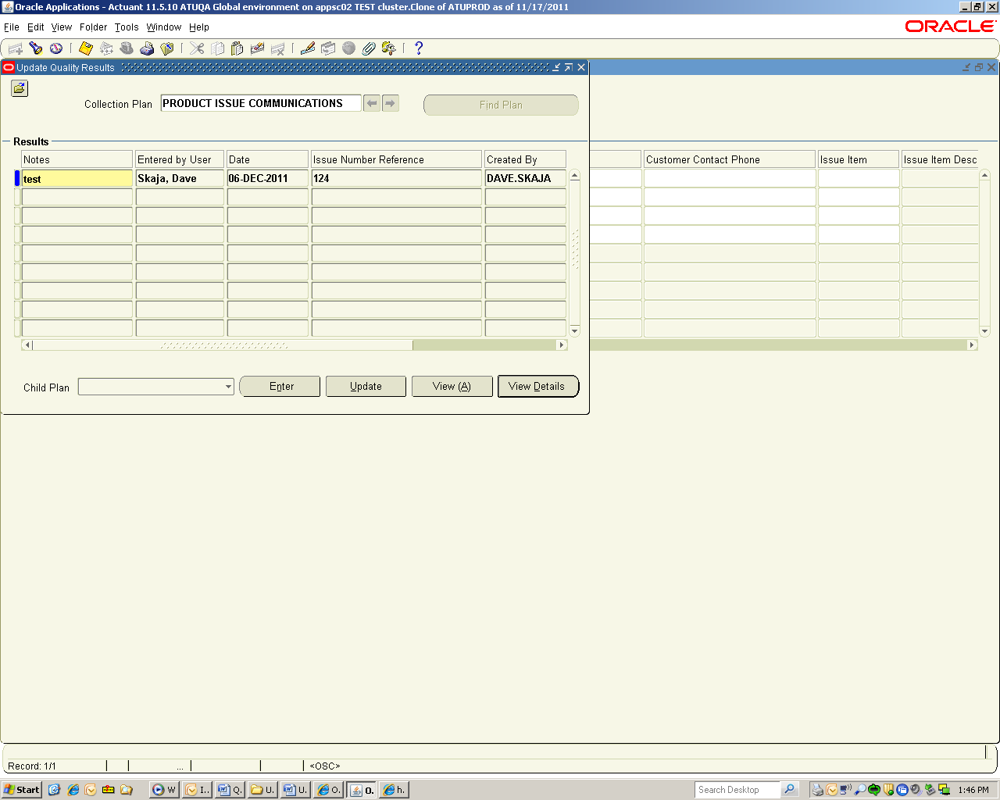 Oracle Applications - Actuant 11.5.10 ATUQA Global environment on appsc02 TEST cluster.Clone of ATUPROD as of 11/17/2011
File Edit View Folder Tools Window Help
ORACLE
Update Quality Results
Collection Plan PRODUCT ISSUE COMMUNICATIONS Find Plan
Results
Notes Entered by User Date Issue Number Reference Created By Customer Contact Phone Issue Item Issue Item Desc
test Skaja, Dave 06-DEC-2011 124 DAVE.SKAJA
Child Plan Enter Update View (A) View Details
Record: 1/1 ... <OSC>
Start W I.. Q. U. U. O. O. h. Search Desktop 1:46 PM